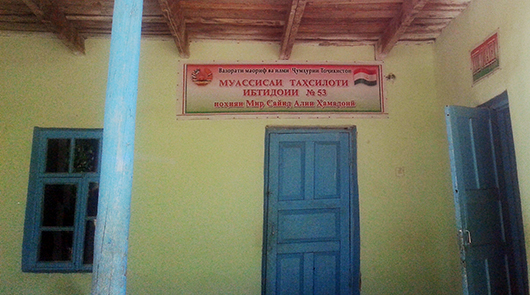 Вазорати маориф ва илми Ҷумҳурии Тоҷикистон
МУАССИСАИ ТАҲСИЛОТИ
ИБТИДОИИ № 53
ноҳияи Мир Сайид Алии Ҳамадонӣ